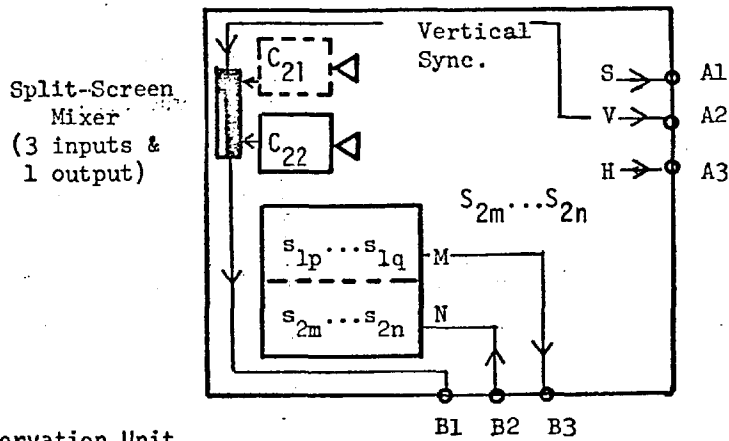 Vertical
Sync.
C21
C22
Split-Screen
Mixer
(3 inputs &
1 output)
S A1
V A2
H A3
S2m...S2n
s1p...s1q M
s2m...s2n N
B1 B2 B3
servation Unit